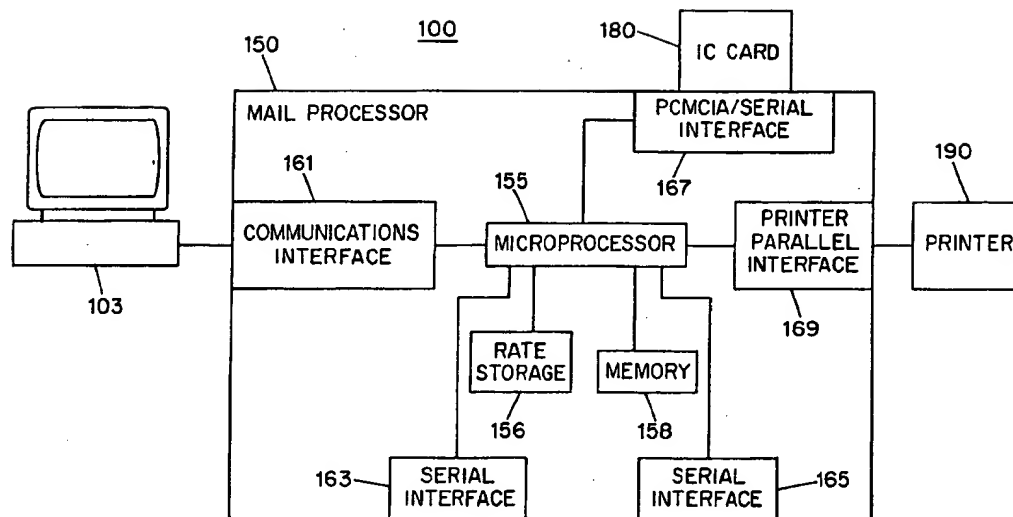 100
180
IC CARD
150
MAIL PROCESSOR
PCMCIA/SERIAL
INTERFACE
167
190
161
155
COMMUNICATIONS
INTERFACE
MICROPROCESSOR
PRINTER
PARALLEL
INTERFACE
PRINTER
103
169
RATE
STORAGE
MEMORY
156
158
163
SERIAL
INTERFACE
SERIAL
INTERFACE
165